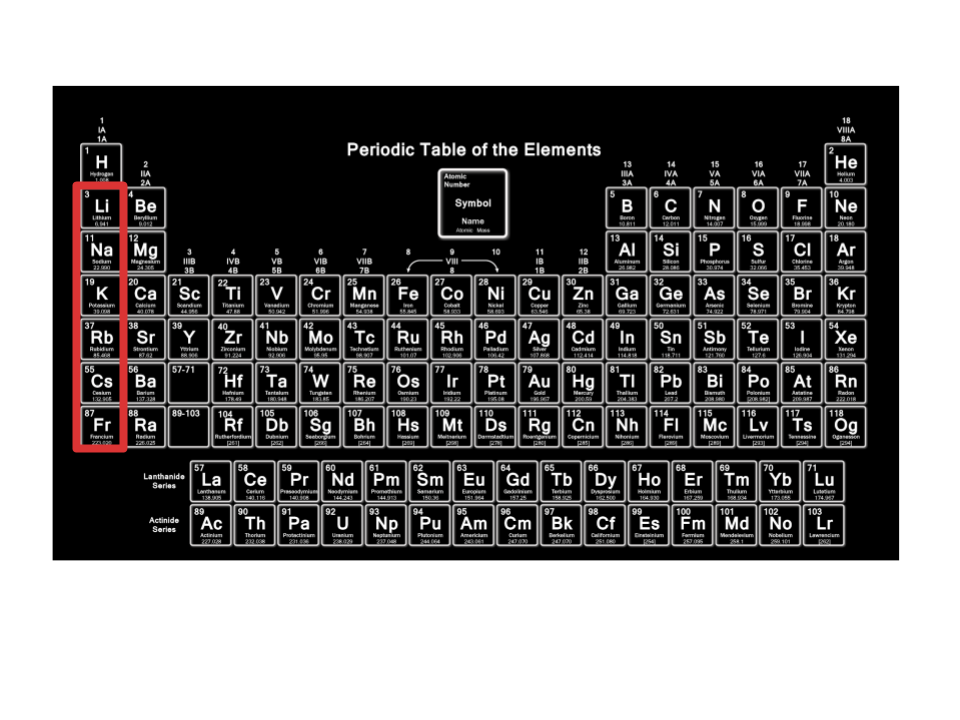 Periodic Table of the Elements
1 2 3 4 5 6 7 8 9 10 11 12 13 14 15 16 17 18
IA IIA IIIB IVB VB VIB VIIB VIII IB IIB IIIA IVA VA VIA VIIA VIIIA
1A 2A 3B 4B 5B 6B 7B 8 1B 2B 3A 4A 5A 6A 7A 8A
Atomic Number
Symbol
Name
Atomic Mass
1 H Hydrogen 1.008 2 He Helium 4.003
3 Li Lithium 6.941 4 Be Beryllium 9.012 5 B Boron 10.811 6 C Carbon 12.011 7 N Nitrogen 14.007 8 O Oxygen 15.999 9 F Fluorine 18.998 10 Ne Neon 20.180
11 Na Sodium 22.990 12 Mg Magnesium 24.305 13 Al Aluminum 26.982 14 Si Silicon 28.086 15 P Phosphorus 30.974 16 S Sulfur 32.066 17 Cl Chlorine 35.453 18 Ar Argon 39.948
19 K Potassium 39.098 20 Ca Calcium 40.078 21 Sc Scandium 44.956 22 Ti Titanium 47.88 23 V Vanadium 50.942 24 Cr Chromium 51.996 25 Mn Manganese 54.938 26 Fe Iron 55.845 27 Co Cobalt 58.933 28 Ni Nickel 58.693 29 Cu Copper 63.546 30 Zn Zinc 65.38 31 Ga Gallium 69.723 32 Ge Germanium 72.631 33 As Arsenic 74.922 34 Se Selenium 78.971 35 Br Bromine 79.904 36 Kr Krypton 84.798
37 Rb Rubidium 85.468 38 Sr Strontium 87.62 39 Y Yttrium 88.906 40 Zr Zirconium 91.224 41 Nb Niobium 92.906 42 Mo Molybdenum 95.95 43 Tc Technetium 98.907 44 Ru Ruthenium 101.07 45 Rh Rhodium 102.906 46 Pd Palladium 106.42 47 Ag Silver 107.868 48 Cd Cadmium 112.414 49 In Indium 114.818 50 Sn Tin 118.711 51 Sb Antimony 121.760 52 Te Tellurium 127.6 53 I Iodine 126.904 54 Xe Xenon 131.294
55 Cs Cesium 132.905 56 Ba Barium 137.328 57-71 72 Hf Hafnium 178.49 73 Ta Tantalum 180.948 74 W Tungsten 183.85 75 Re Rhenium 186.207 76 Os Osmium 190.23 77 Ir Iridium 192.22 78 Pt Platinum 195.08 79 Au Gold 196.967 80 Hg Mercury 200.59 81 Tl Thallium 204.383 82 Pb Lead 207.2 83 Bi Bismuth 208.980 84 Po Polonium [208.982] 85 At Astatine 209.987 86 Rn Radon 222.018
87 Fr Francium 223.020 88 Ra Radium 226.025 89-103 104 Rf Rutherfordium [261] 105 Db Dubnium [262] 106 Sg Seaborgium [266] 107 Bh Bohrium [264] 108 Hs Hassium [269] 109 Mt Meitnerium [268] 110 Ds Darmstadtium 111 Rg Roentgenium 112 Cn Copernicium 113 Nh Nihonium 114 Fl Flerovium [289] 115 Mc Moscovium 116 Lv Livermorium [293] 117 Ts Tennessine [294] 118 Og Oganesson [294]
Lanthanide Series
57 La Lanthanum 138.905 58 Ce Cerium 140.116 59 Pr Praseodymium 140.908 60 Nd Neodymium 144.243 61 Pm Promethium 144.913 62 Sm Samarium 150.36 63 Eu Europium 151.964 64 Gd Gadolinium 157.25 65 Tb Terbium 158.925 66 Dy Dysprosium 162.500 67 Ho Holmium 164.930 68 Er Erbium 167.259 69 Tm Thulium 168.934 70 Yb Ytterbium 173.055 71 Lu Lutetium 174.967
Actinide Series
89 Ac Actinium 227.028 90 Th Thorium 232.038 91 Pa Protactinium 231.036 92 U Uranium 238.029 93 Np Neptunium 237.048 94 Pu Plutonium 244.064 95 Am Americium 243.061 96 Cm Curium 247.070 97 Bk Berkelium 247.070 98 Cf Californium 251.080 99 Es Einsteinium [254] 100 Fm Fermium 257.095 101 Md Mendelevium 258.1 102 No Nobelium 259.101 103 Lr Lawrencium [262]